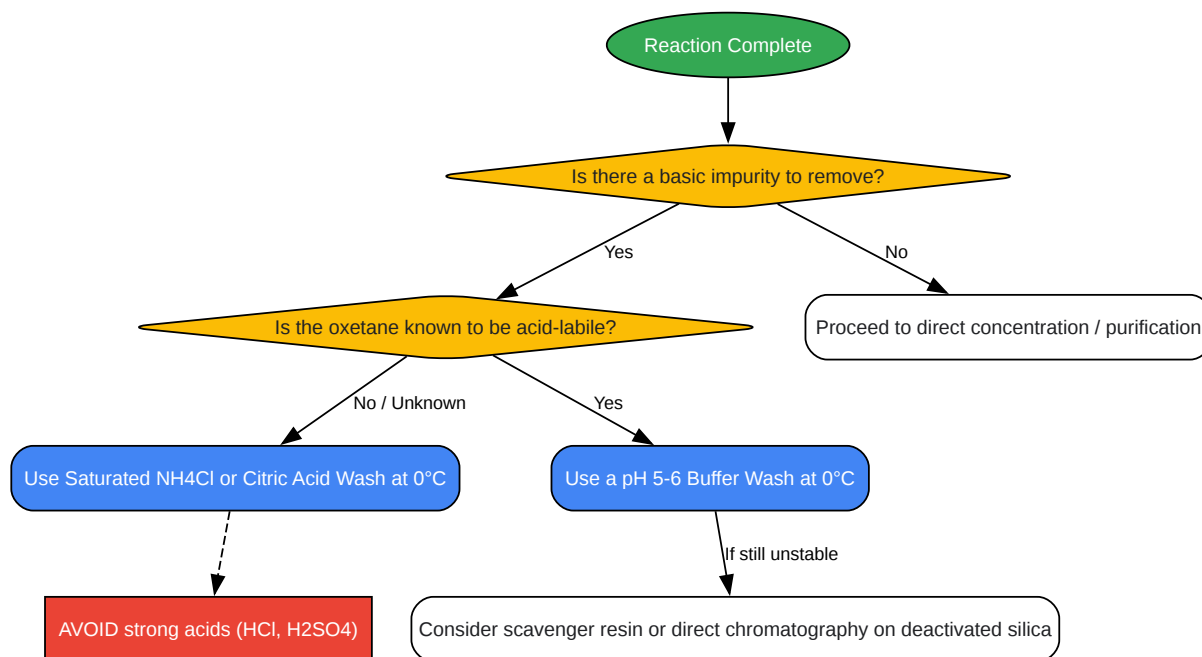 Reaction Complete
Is there a basic impurity to remove?
Yes
No
Is the oxetane known to be acid-labile?
Proceed to direct concentration / purification
No / Unknown
Yes
Use Saturated NH4Cl or Citric Acid Wash at 0°C
Use a pH 5-6 Buffer Wash at 0°C
If still unstable
AVOID strong acids (HCl, H2SO4)
Consider scavenger resin or direct chromatography on deactivated silica